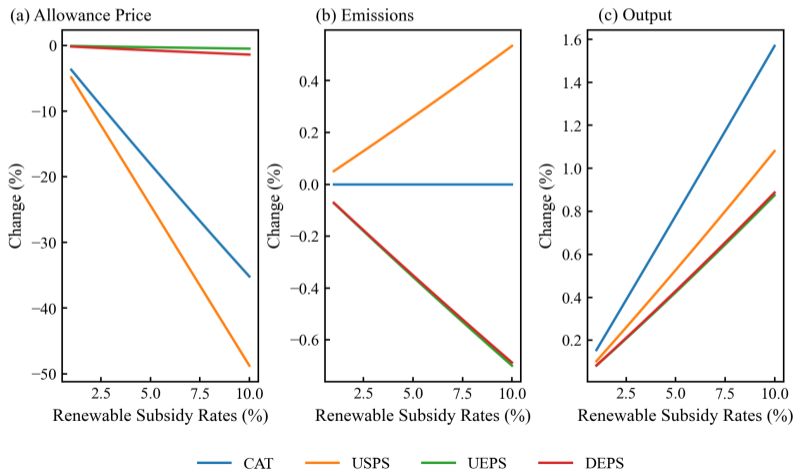 (a) Allowance Price
0
−10
−20
−30
−40
−50
Change (%)
2.5 5.0 7.5 10.0
Renewable Subsidy Rates (%)
(b) Emissions
0.4
0.2
0.0
−0.2
−0.4
−0.6
Change (%)
2.5 5.0 7.5 10.0
Renewable Subsidy Rates (%)
(c) Output
1.6
1.4
1.2
1.0
0.8
0.6
0.4
0.2
Change (%)
2.5 5.0 7.5 10.0
Renewable Subsidy Rates (%)
CAT USPS UEPS DEPS